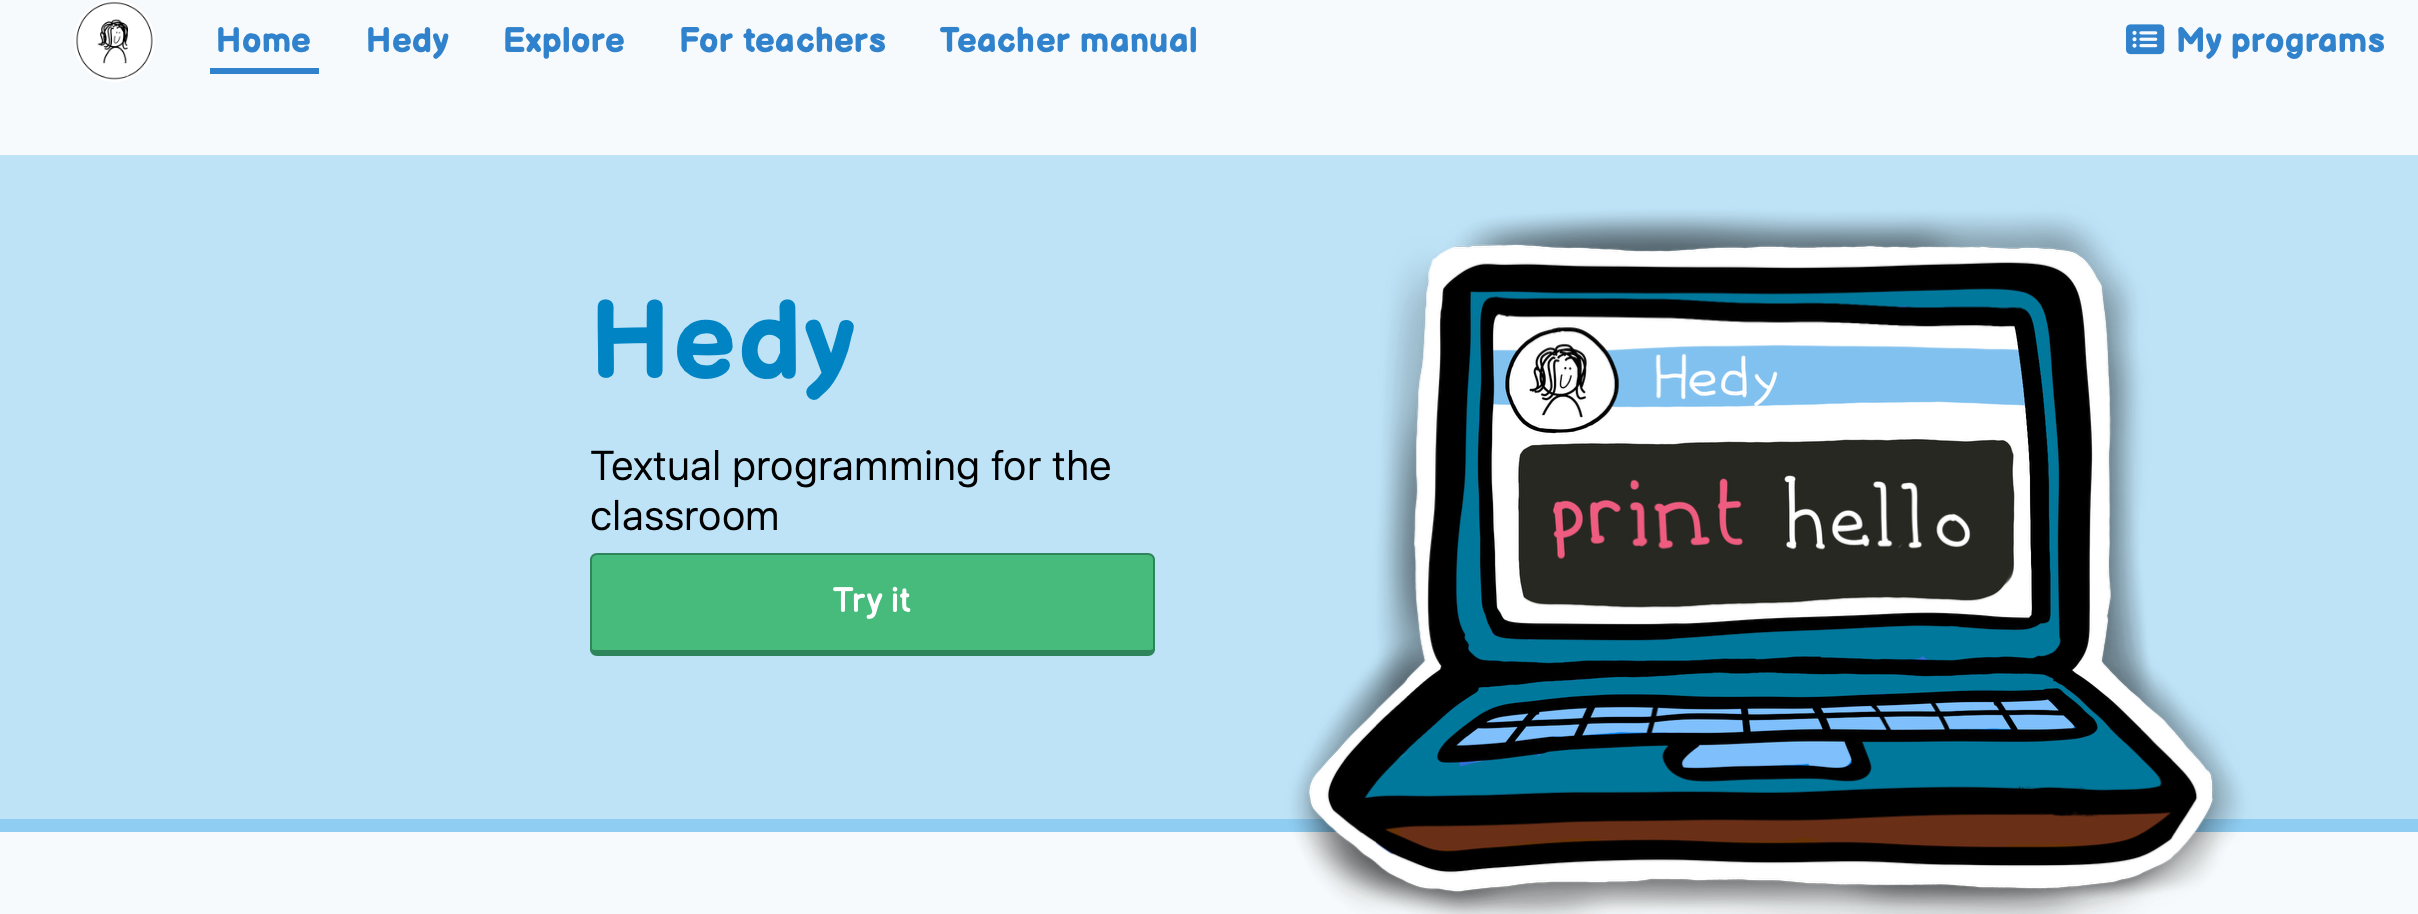 Home Hedy Explore For teachers Teacher manual My programs
Hedy
Textual programming for the
classroom
Try it
Hedy
print hello